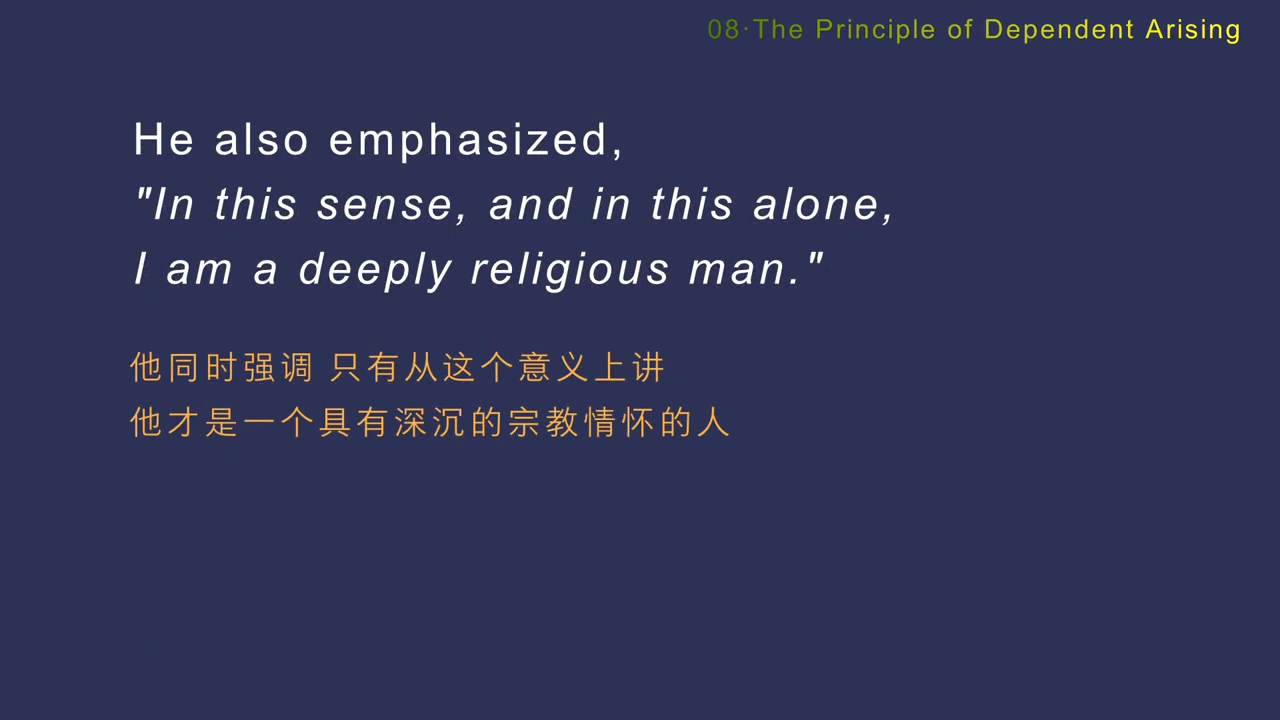 08·The Principle of Dependent Arising
He also emphasized,
"In this sense, and in this alone,
I am a deeply religious man."
他同时强调 只有从这个意义上讲
他才是一个具有深沉的宗教情怀的人